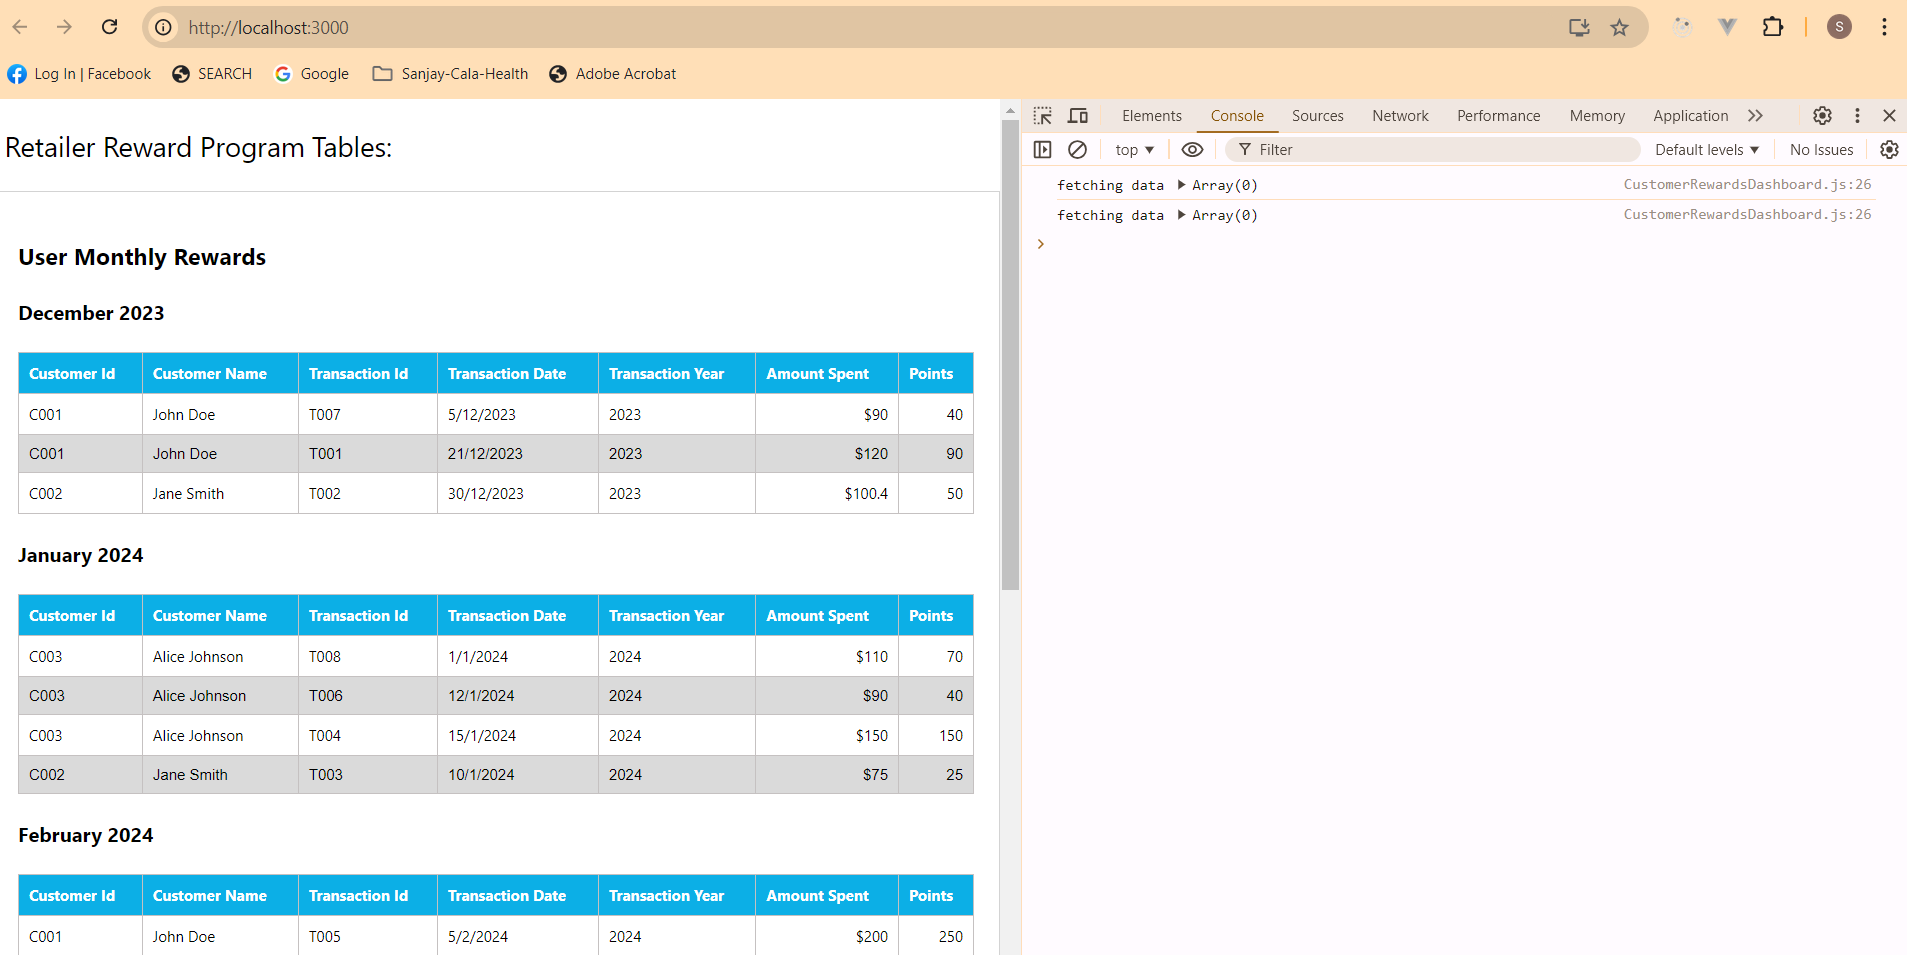 http://localhost:3000
S
Log In | Facebook SEARCH Google Sanjay-Cala-Health Adobe Acrobat
Retailer Reward Program Tables:
User Monthly Rewards
December 2023
Customer Id Customer Name Transaction Id Transaction Date Transaction Year Amount Spent Points
C001 John Doe T007 5/12/2023 2023 $90 40
C001 John Doe T001 21/12/2023 2023 $120 90
C002 Jane Smith T002 30/12/2023 2023 $100.4 50
January 2024
Customer Id Customer Name Transaction Id Transaction Date Transaction Year Amount Spent Points
C003 Alice Johnson T008 1/1/2024 2024 $110 70
C003 Alice Johnson T006 12/1/2024 2024 $90 40
C003 Alice Johnson T004 15/1/2024 2024 $150 150
C002 Jane Smith T003 10/1/2024 2024 $75 25
February 2024
Customer Id Customer Name Transaction Id Transaction Date Transaction Year Amount Spent Points
C001 John Doe T005 5/2/2024 2024 $200 250
Elements Console Sources Network Performance Memory Application
top Filter Default levels No Issues
fetching data Array(0) CustomerRewardsDashboard.js:26
fetching data Array(0) CustomerRewardsDashboard.js:26